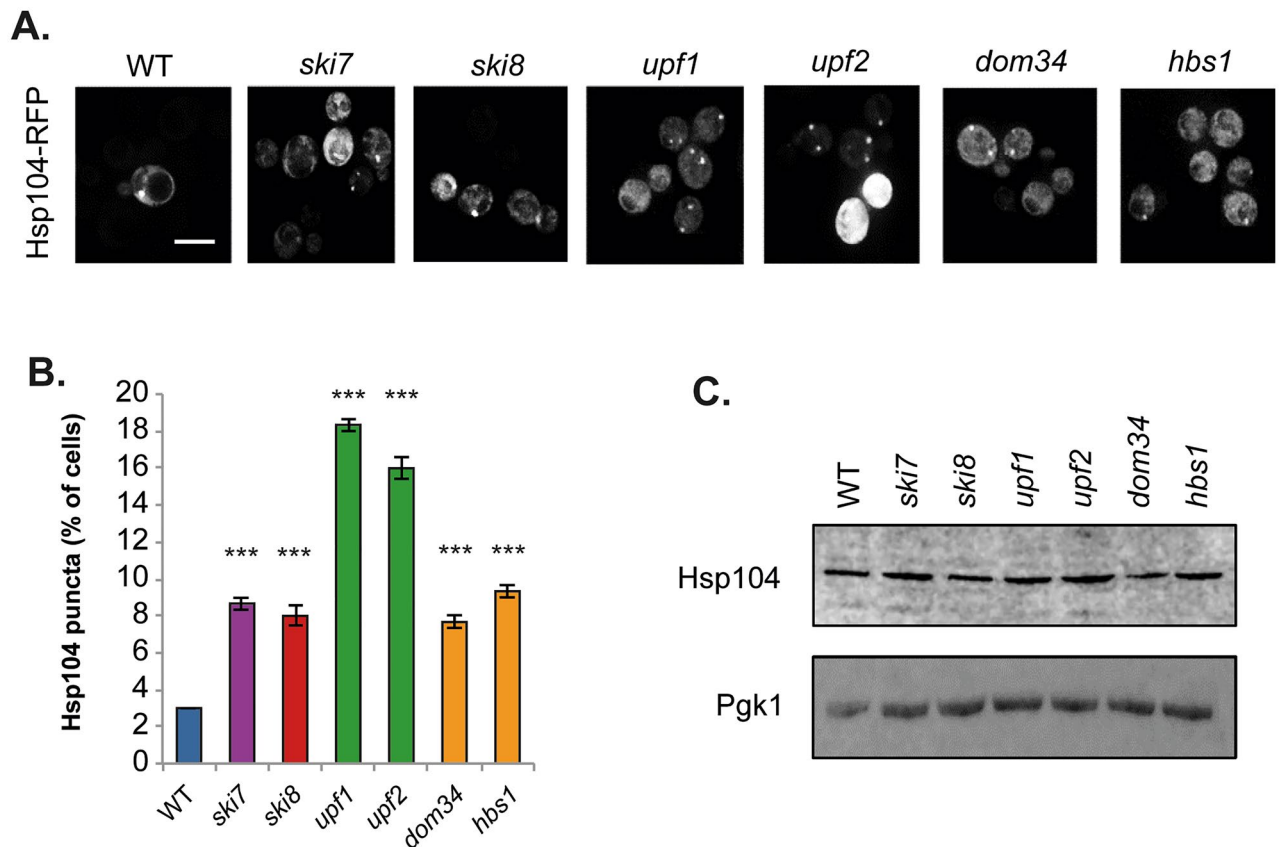 A.
WT ski7 ski8 upf1 upf2 dom34 hbs1
Hsp104-RFP
B.
Hsp104 puncta (% of cells)
20
18
16
14
12
10
8
6
4
2
0
*** *** *** *** *** ***
WT ski7 ski8 upf1 upf2 dom34 hbs1
C.
WT ski7 ski8 upf1 upf2 dom34 hbs1
Hsp104
Pgk1